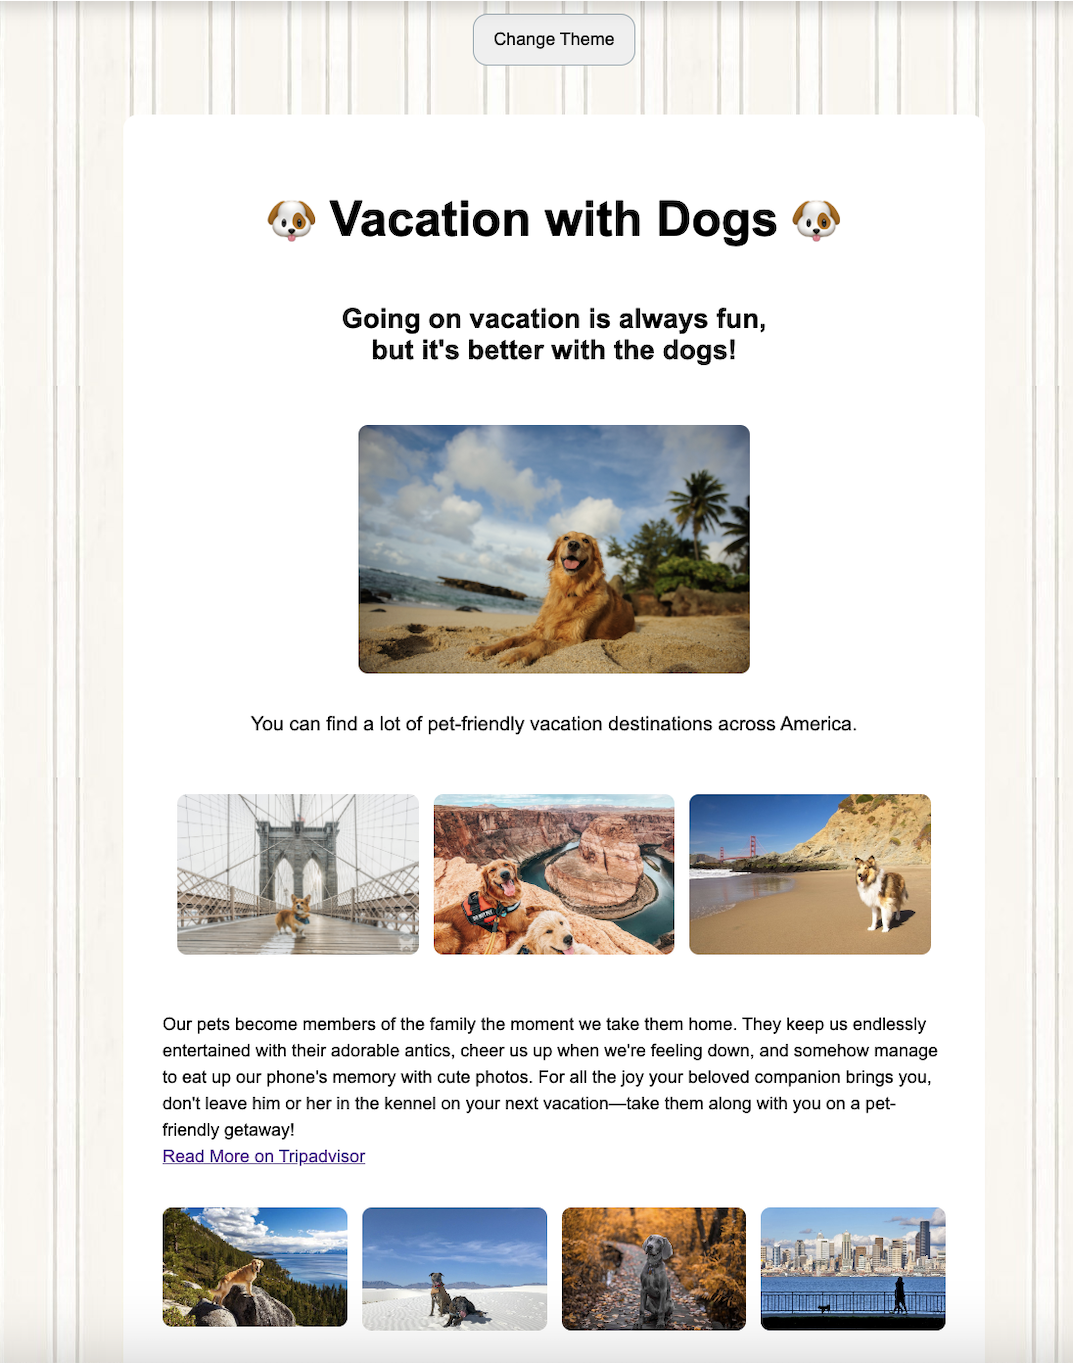 Change Theme
🐶 Vacation with Dogs 🐶
Going on vacation is always fun,
but it's better with the dogs!
You can find a lot of pet-friendly vacation destinations across America.
DO NOT PET
Our pets become members of the family the moment we take them home. They keep us endlessly
entertained with their adorable antics, cheer us up when we're feeling down, and somehow manage
to eat up our phone's memory with cute photos. For all the joy your beloved companion brings you,
don't leave him or her in the kennel on your next vacation—take them along with you on a pet-
friendly getaway!
Read More on Tripadvisor